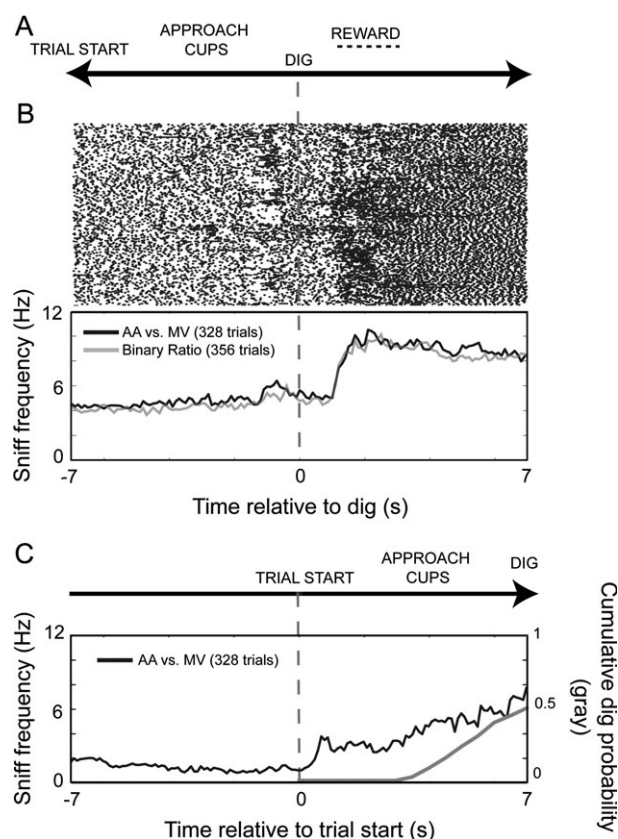 A
TRIAL START
APPROACH
CUPS
DIG
REWARD
B
Sniff frequency (Hz)
12
6
0
AA vs. MV (328 trials)
Binary Ratio (356 trials)
-7
0
7
Time relative to dig (s)
C
TRIAL START
APPROACH
CUPS
DIG
Sniff frequency (Hz)
12
6
0
AA vs. MV (328 trials)
1
0.5
0
Cumulative dig probability
(gray)
-7
0
7
Time relative to trial start (s)